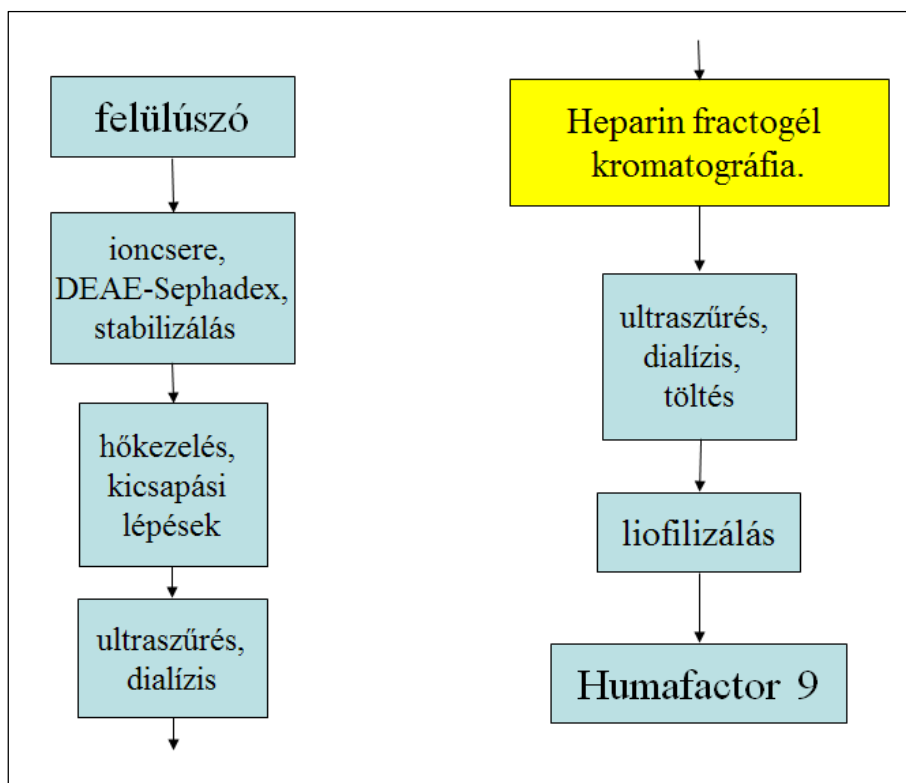 felülúszó
ioncsere,
DEAE-Sephadex,
stabilizálás
hőkezelés,
kicsapási
lépések
ultraszűrés,
dialízis
Heparin fractogél
kromatográfia.
ultraszűrés,
dialízis,
töltés
liofilizálás
Humafactor 9